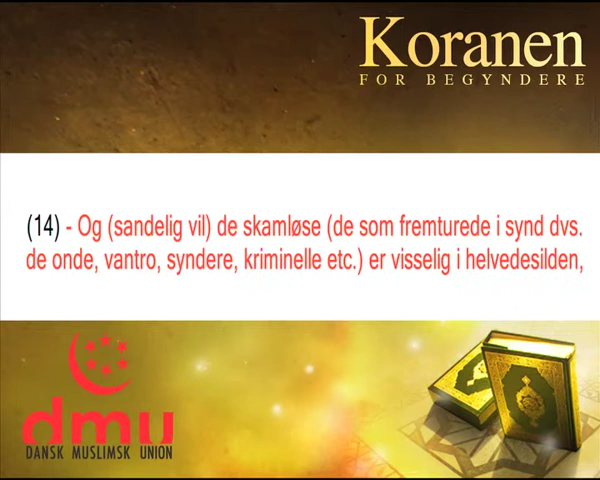 Koranen
FOR BEGYNDERE
(14) - Og (sandelig vil) de skamløse (de som fremturede i synd dvs.
de onde, vantro, syndere, kriminelle etc.) er visselig i helvedesilden,
dmu
DANSK MUSLIMSK UNION